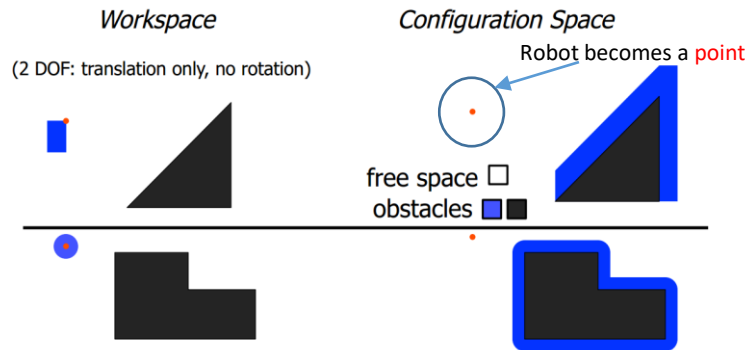 Workspace
Configuration Space
Robot becomes a point
(2 DOF: translation only, no rotation)
free space
obstacles